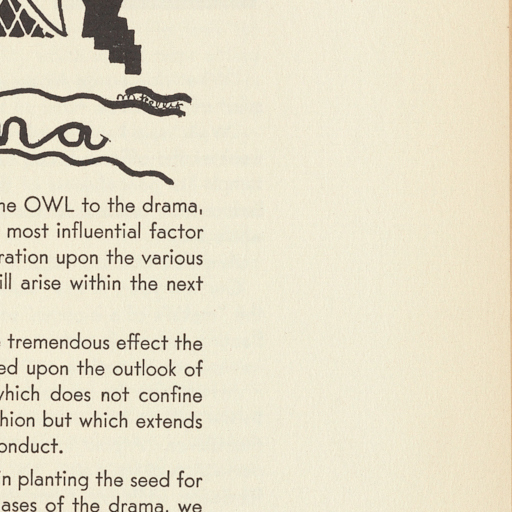 na
he OWL to the drama,
most influential factor
ration upon the various
ill arise within the next
tremendous effect the
ed upon the outlook of
which does not confine
hion but which extends
onduct.
in planting the seed for
ases of the drama, we